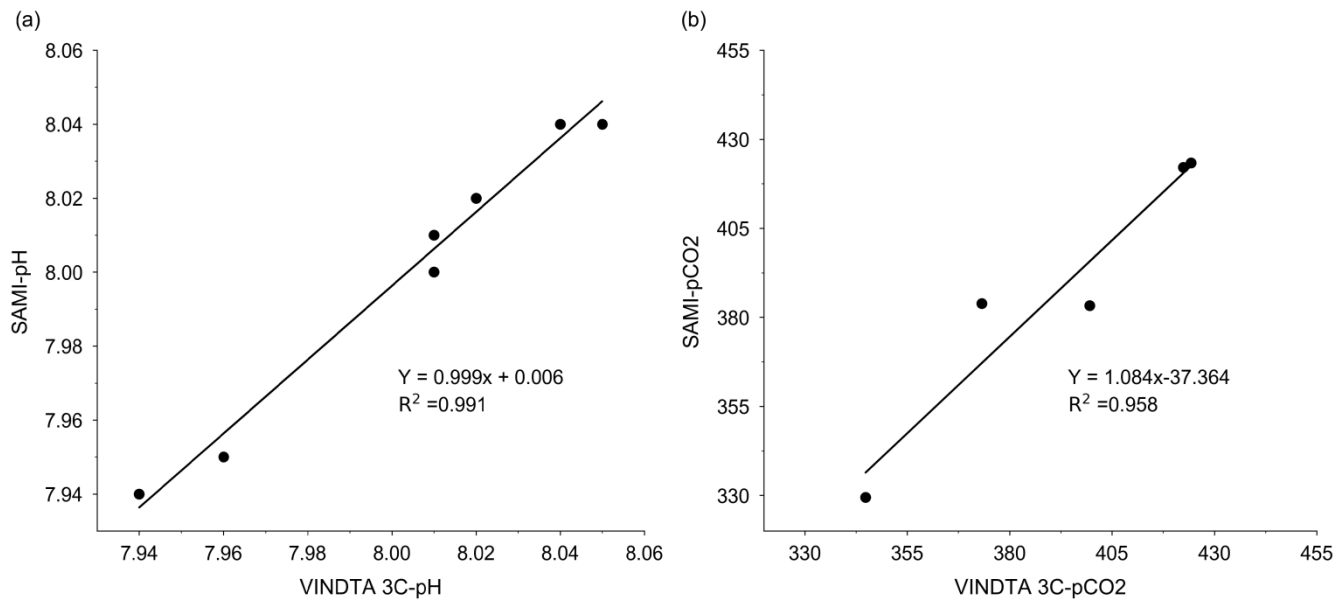 (a)
8.06
8.04
8.02
8.00
7.98
7.96
7.94
SAMI-pH
Y = 0.999x + 0.006
R² =0.991
7.94 7.96 7.98 8.00 8.02 8.04 8.06
VINDTA 3C-pH
(b)
455
430
405
380
355
330
SAMI-pCO2
Y = 1.084x-37.364
R² =0.958
330 355 380 405 430 455
VINDTA 3C-pCO2